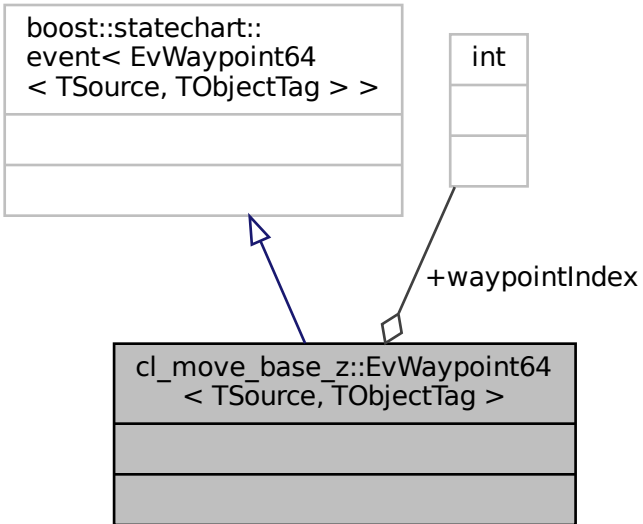 boost::statechart::
event< EvWaypoint64
< TSource, TObjectTag > >
int
+waypointIndex
cl_move_base_z::EvWaypoint64
< TSource, TObjectTag >